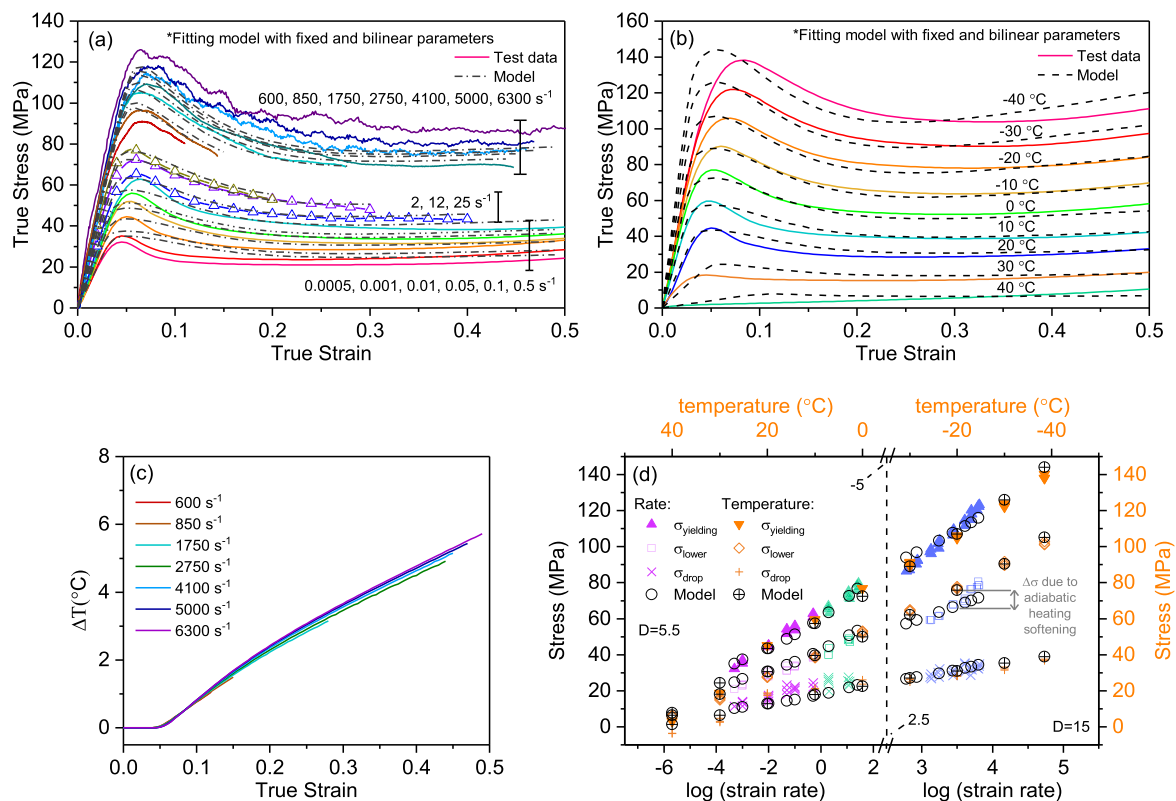 (a)
*Fitting model with fixed and bilinear parameters
Test data
Model
600, 850, 1750, 2750, 4100, 5000, 6300 s⁻¹
2, 12, 25 s⁻¹
0.0005, 0.001, 0.01, 0.05, 0.1, 0.5 s⁻¹
True Stress (MPa)
140
120
100
80
60
40
20
0
0.0 0.1 0.2 0.3 0.4 0.5
True Strain
(b)
*Fitting model with fixed and bilinear parameters
Test data
Model
-40 °C
-30 °C
-20 °C
-10 °C
0 °C
10 °C
20 °C
30 °C
40 °C
True Stress (MPa)
160
140
120
100
80
60
40
20
0
0.0 0.1 0.2 0.3 0.4 0.5
True Strain
(c)
600 s⁻¹
850 s⁻¹
1750 s⁻¹
2750 s⁻¹
4100 s⁻¹
5000 s⁻¹
6300 s⁻¹
ΔT(°C)
8
4
2
0
0.0 0.1 0.2 0.3 0.4 0.5
True Strain
temperature (°C) temperature (°C)
40 20 0 -20 -40
(d)
-5
Rate: Temperature:
σyielding σyielding
σlower σlower
σdrop σdrop
Model Model
D=5.5
Δσ due to
adiabatic
heating
softening
2.5
D=15
Stress (MPa)
140
120
100
80
60
40
20
0
Stress (MPa)
140
120
100
80
60
40
20
0
-6 -4 -2 0 2 3 4 5
log (strain rate) log (strain rate)